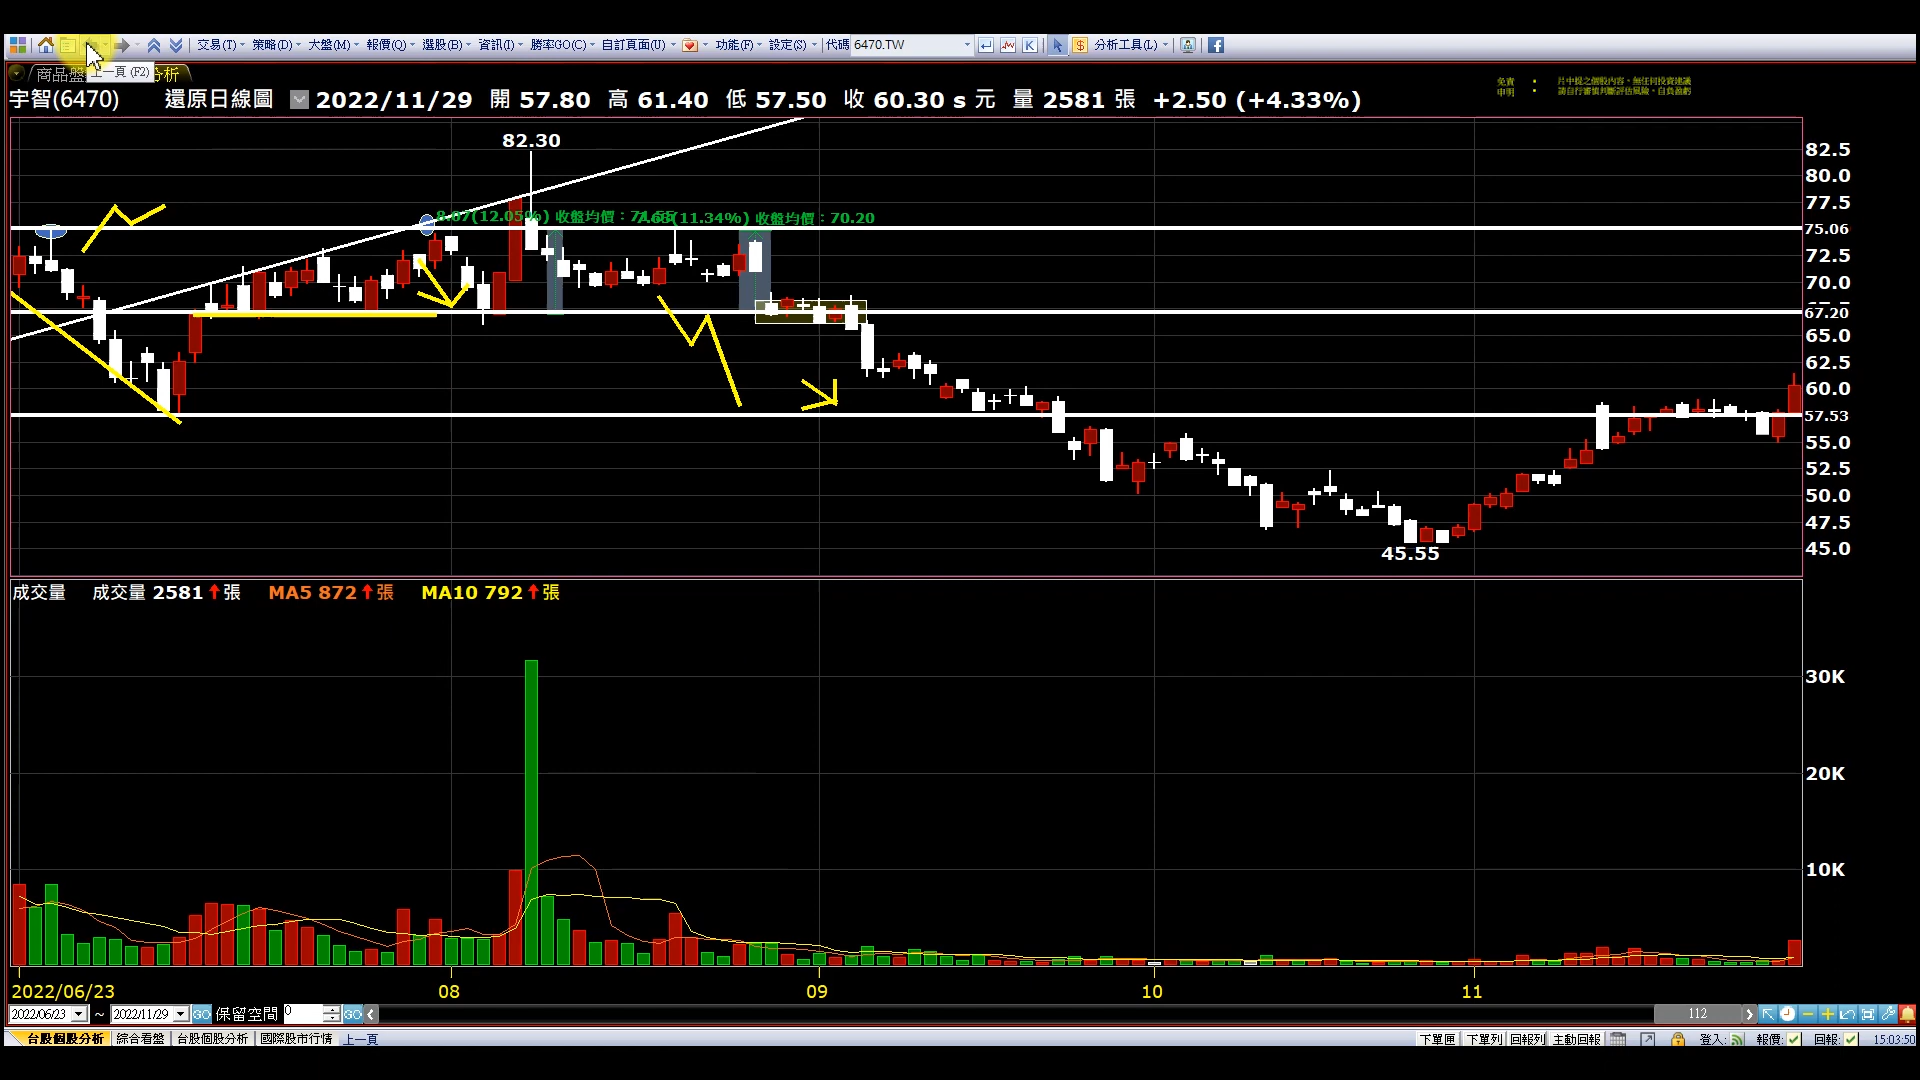 交易(T) 策略(D) 大盤(M) 報價(Q) 選股(B) 資訊(I) 勝率GO(C) 自訂頁面(U) 功能(F) 設定(S) 代碼 6470.TW 分析工具(L)
商品盤 上一頁 (F2) 分析
宇智(6470) 還原日線圖 2022/11/29 開 57.80 高 61.40 低 57.50 收 60.30 s 元 量 2581 張 +2.50 (+4.33%)
免責申明 : 片中提之個股內容，無任何投資建議
: 請自行審慎判斷評估風險，自負盈虧
82.30
8.07(12.05%) 收盤均價：71.55
7.66(11.34%) 收盤均價：70.20
82.5
80.0
77.5
75.06
72.5
70.0
67.20
65.0
62.5
60.0
57.53
55.0
52.5
50.0
47.5
45.0
45.55
成交量 成交量 2581 張 MA5 872 張 MA10 792 張
30K
20K
10K
2022/06/23 08 09 10 11
2022/06/23 ~ 2022/11/29 GO 保留空間 0 GO 112
台股個股分析 綜合看盤 台股個股分析 國際股市行情 上一頁 下單匣 下單列 回報列 主動回報 登入: 報價: 回報: 15:03:50